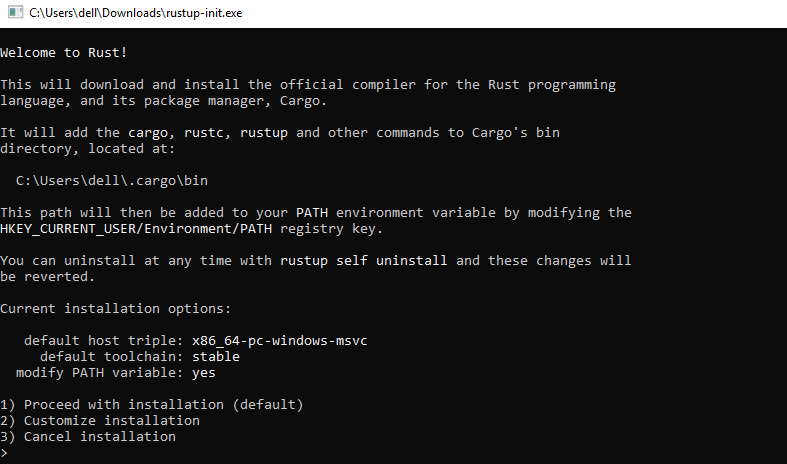 C:\Users\dell\Downloads\rustup-init.exe
Welcome to Rust!
This will download and install the official compiler for the Rust programming
language, and its package manager, Cargo.
It will add the cargo, rustc, rustup and other commands to Cargo's bin
directory, located at:
C:\Users\dell\.cargo\bin
This path will then be added to your PATH environment variable by modifying the
HKEY_CURRENT_USER/Environment/PATH registry key.
You can uninstall at any time with rustup self uninstall and these changes will
be reverted.
Current installation options:
default host triple: x86_64-pc-windows-msvc
default toolchain: stable
modify PATH variable: yes
1) Proceed with installation (default)
2) Customize installation
3) Cancel installation
>